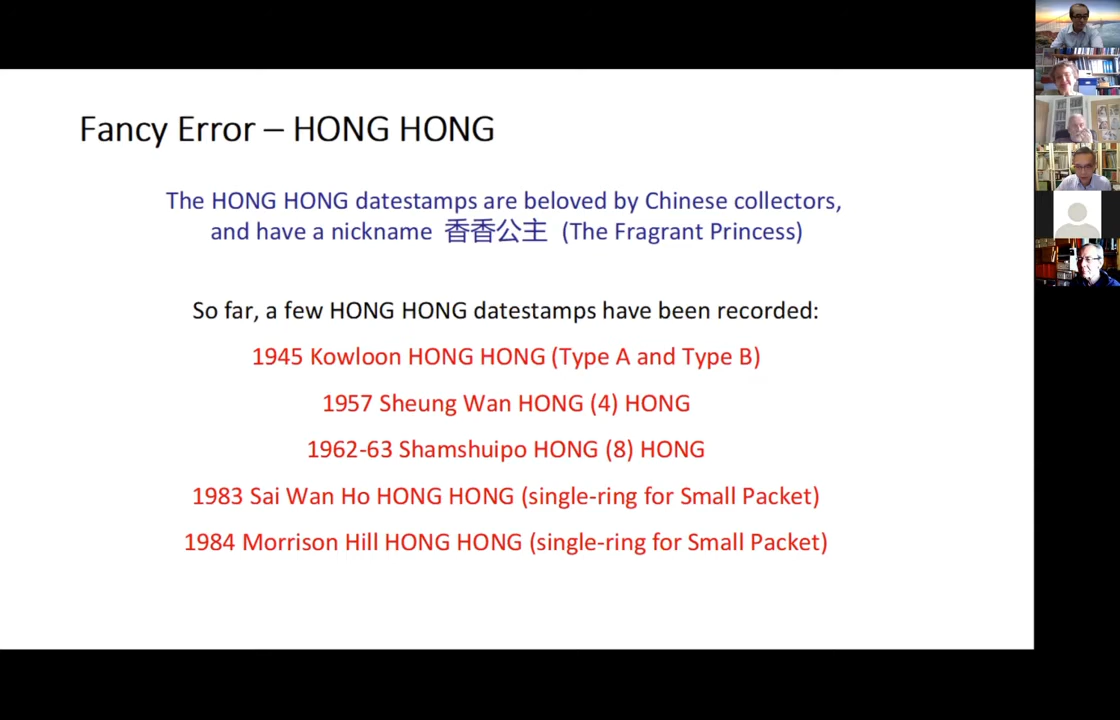 Fancy Error – HONG HONG
The HONG HONG datestamps are beloved by Chinese collectors,
and have a nickname 香香公主 (The Fragrant Princess)
So far, a few HONG HONG datestamps have been recorded:
1945 Kowloon HONG HONG (Type A and Type B)
1957 Sheung Wan HONG (4) HONG
1962-63 Shamshuipo HONG (8) HONG
1983 Sai Wan Ho HONG HONG (single-ring for Small Packet)
1984 Morrison Hill HONG HONG (single-ring for Small Packet)